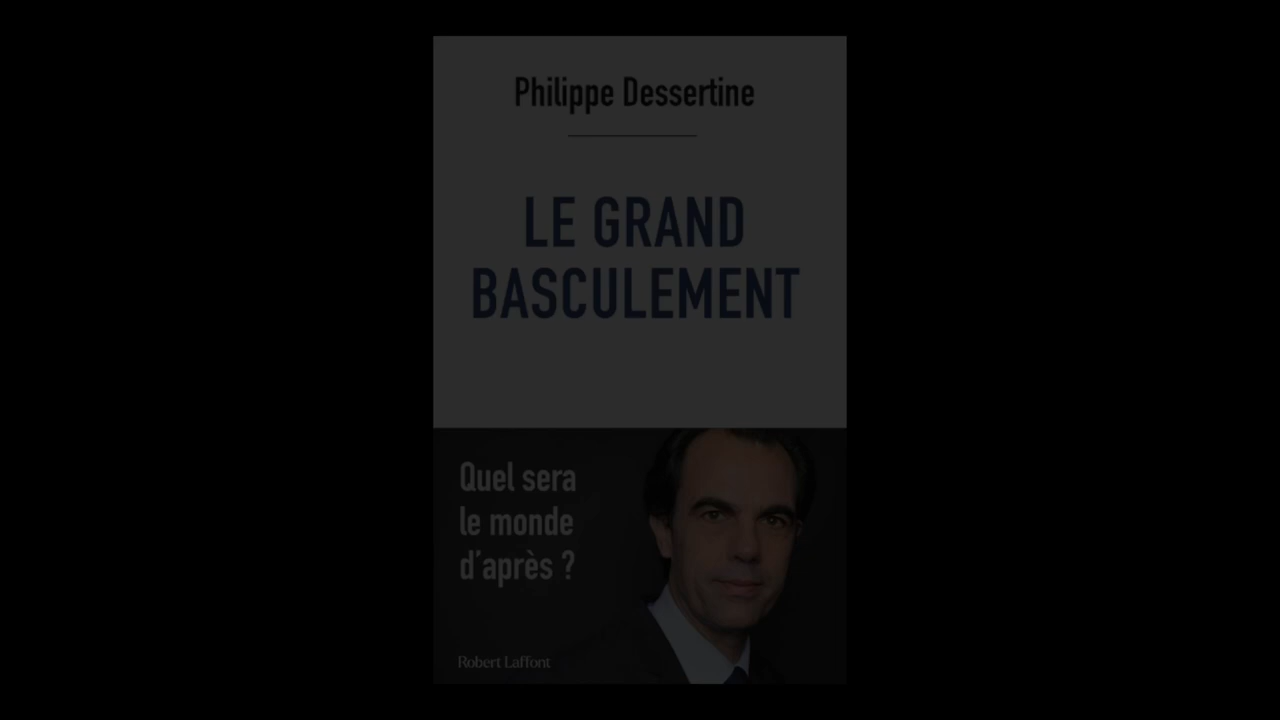 Philippe Dessertine
LE GRAND
BASCULEMENT
Quel sera
le monde
d'après ?
Robert Laffont